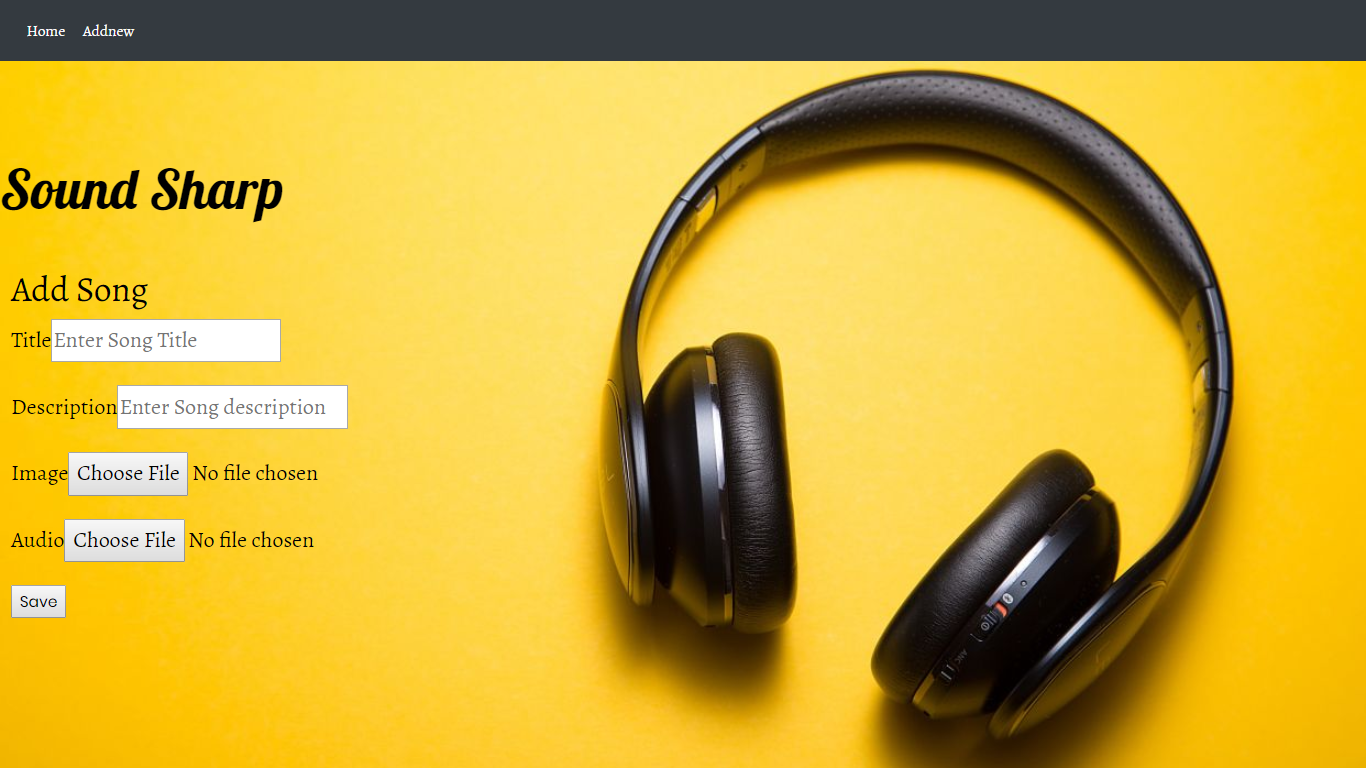 Home Addnew
Sound Sharp
Add Song
Title Enter Song Title
Description Enter Song description
Image Choose File No file chosen
Audio Choose File No file chosen
Save